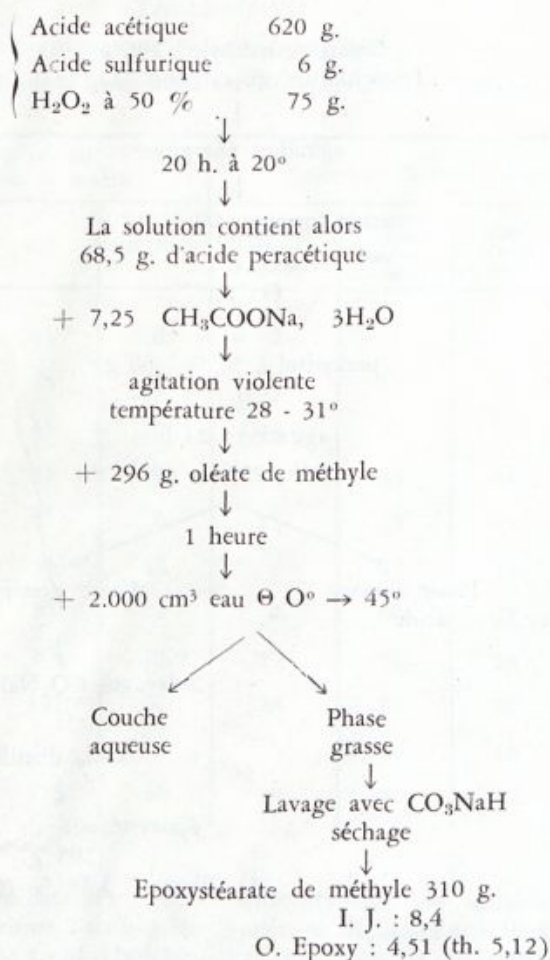 Acide acétique 620 g.
Acide sulfurique 6 g.
H₂O₂ à 50 % 75 g.
↓
20 h. à 20°
↓
La solution contient alors
68,5 g. d'acide peracétique
↓
+ 7,25 CH₃COONa, 3H₂O
↓
agitation violente
température 28 - 31°
↓
+ 296 g. oléate de méthyle
↓
1 heure
↓
+ 2.000 cm³ eau Θ O° → 45°
Couche
aqueuse
Phase
grasse
↓
Lavage avec CO₃NaH
séchage
↓
Epoxystéarate de méthyle 310 g.
I. J. : 8,4
O. Epoxy : 4,51 (th. 5,12)